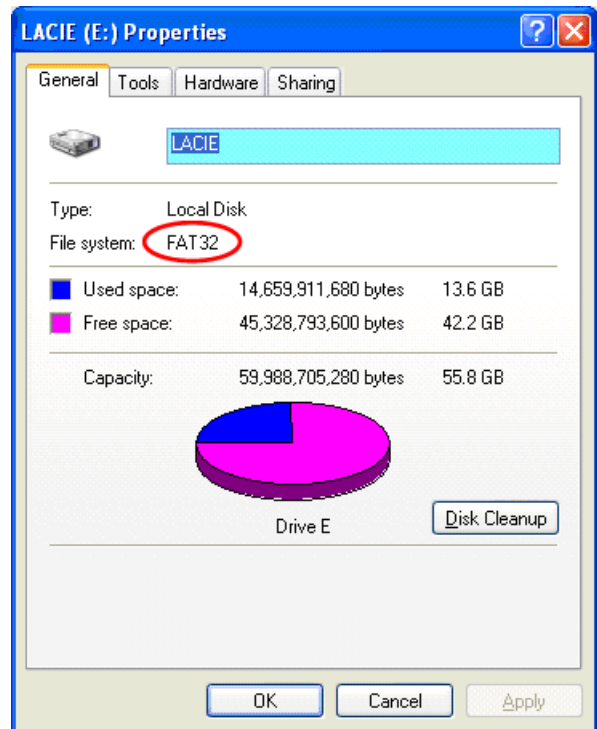 LACIE (E:) Properties
General Tools Hardware Sharing
LACIE
Type: Local Disk
File system: FAT32
Used space: 14,659,911,680 bytes 13.6 GB
Free space: 45,328,793,600 bytes 42.2 GB
Capacity: 59,988,705,280 bytes 55.8 GB
Drive E
Disk Cleanup
OK Cancel Apply